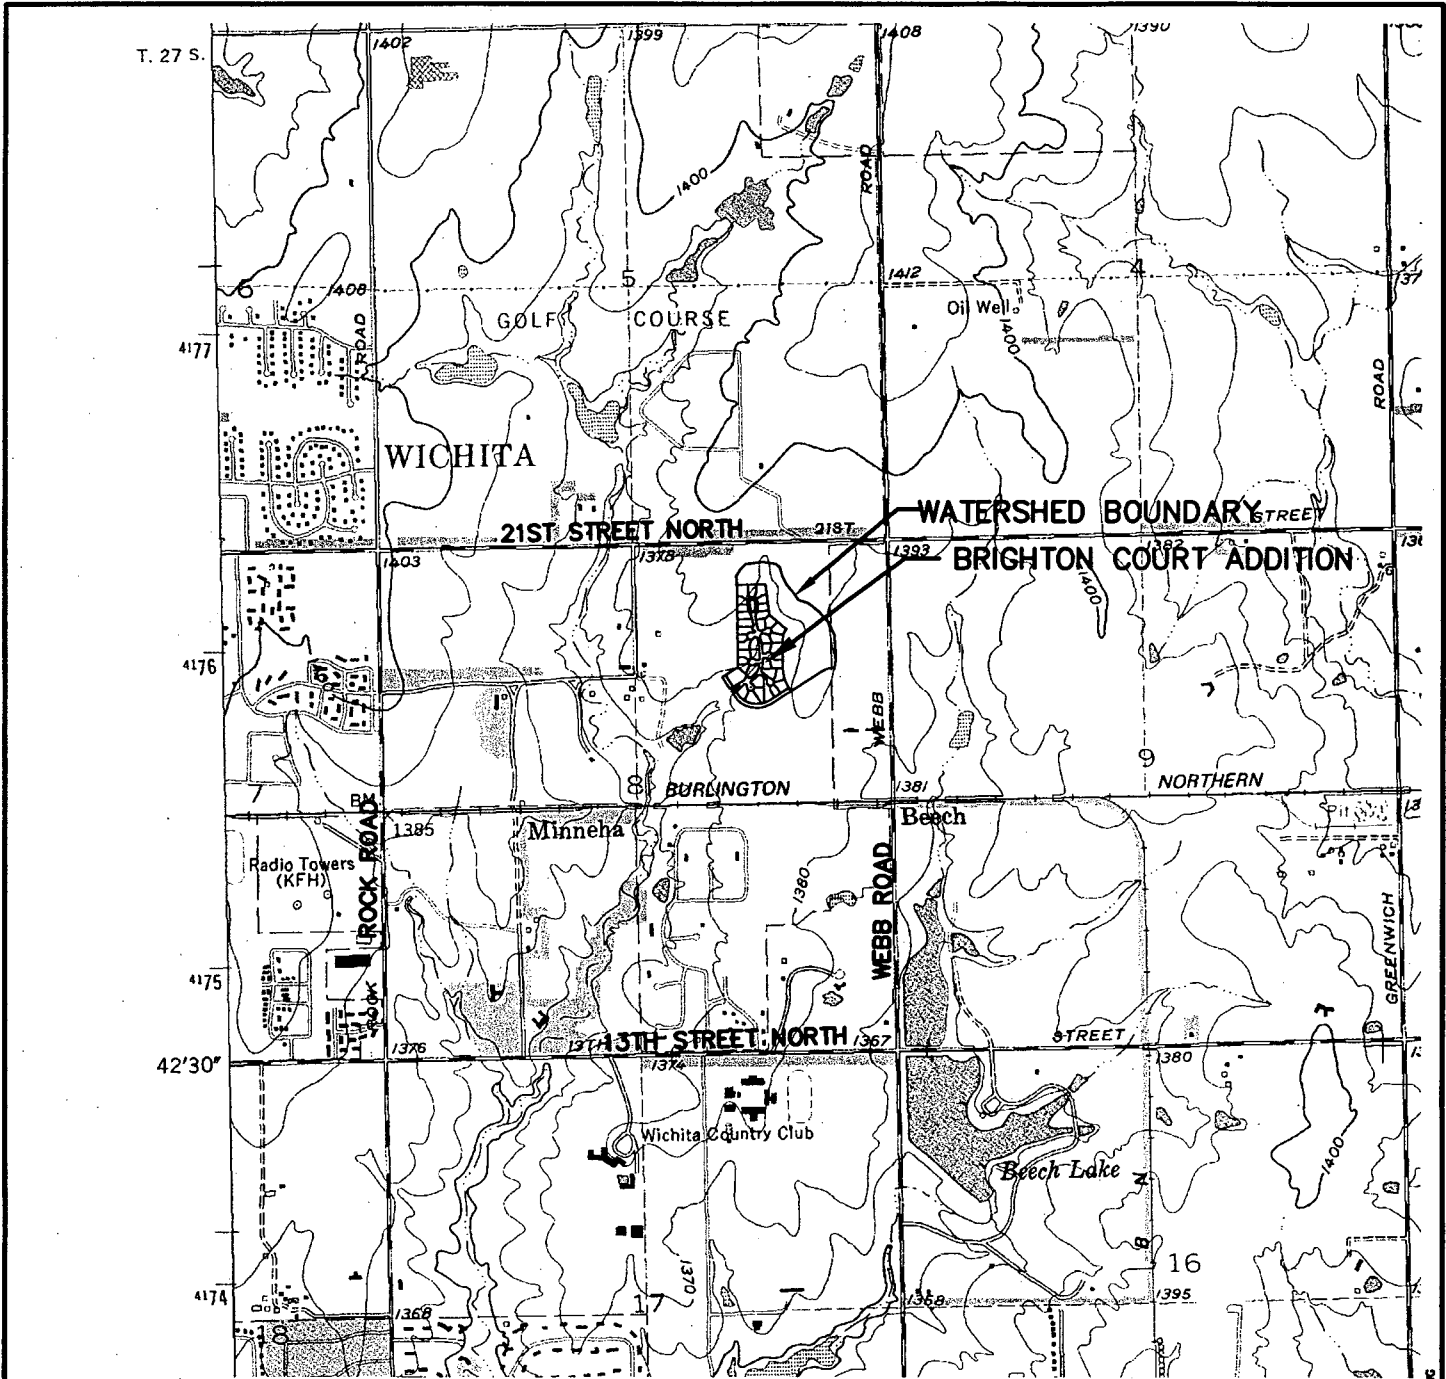 T. 27 S.
1402
1399
1408
1390
ROAD
1400
6
1408
5
1412
4
GOLF COURSE
Oil Well
1400
4177
ROAD
ROAD
WICHITA
21ST STREET NORTH
21ST
WATERSHED BOUNDARY
STREET
1403
1378
1393
1382
BRIGHTON COURT ADDITION
1400
4176
WEBB
9
8
BURLINGTON
1381
NORTHERN
BM
1385
Minneha
Beech
Radio Towers
(KFH)
ROCK ROAD
1380
WEBB ROAD
GREENWICH
4175
ROCK
42'30"
1376
13TH STREET NORTH
1374
1367
STREET
1380
Wichita Country Club
Beech Lake
1400
16
4174
1368
17
1370
1368
1395
8